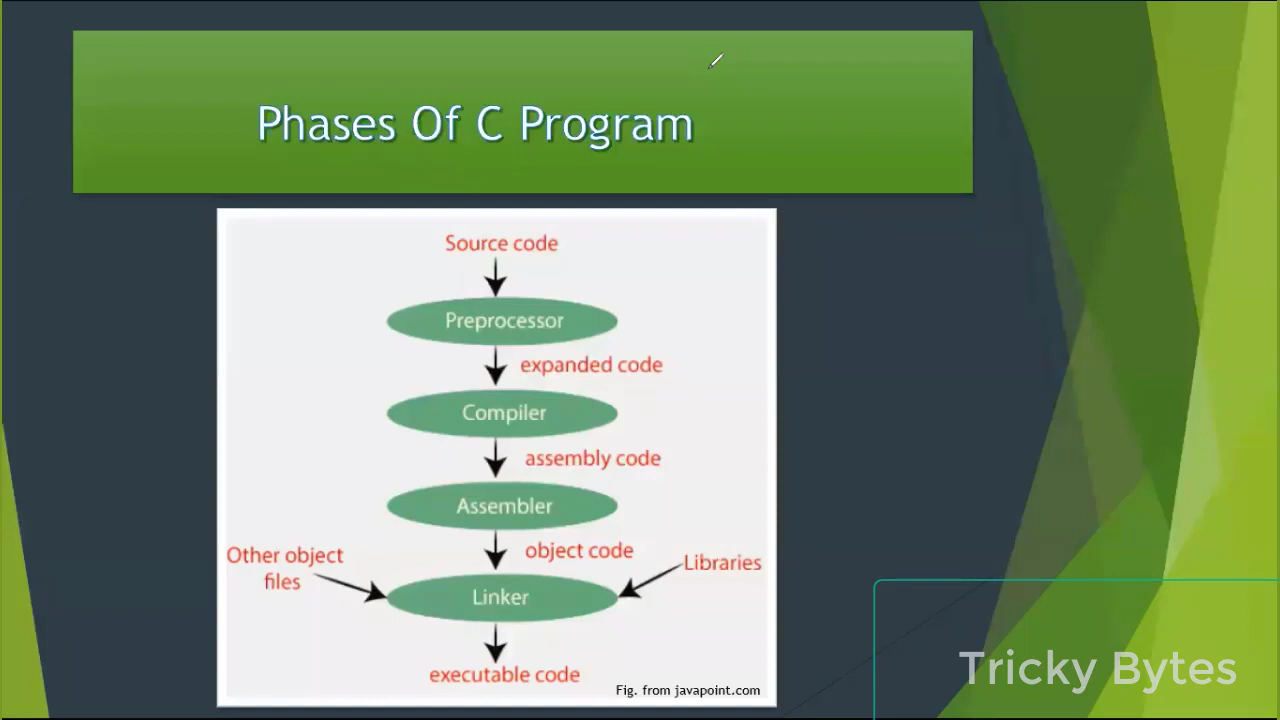 Phases Of C Program
Source code
Preprocessor
expanded code
Compiler
assembly code
Assembler
object code
Other object
files
Libraries
Linker
executable code
Fig. from javapoint.com
Tricky Bytes